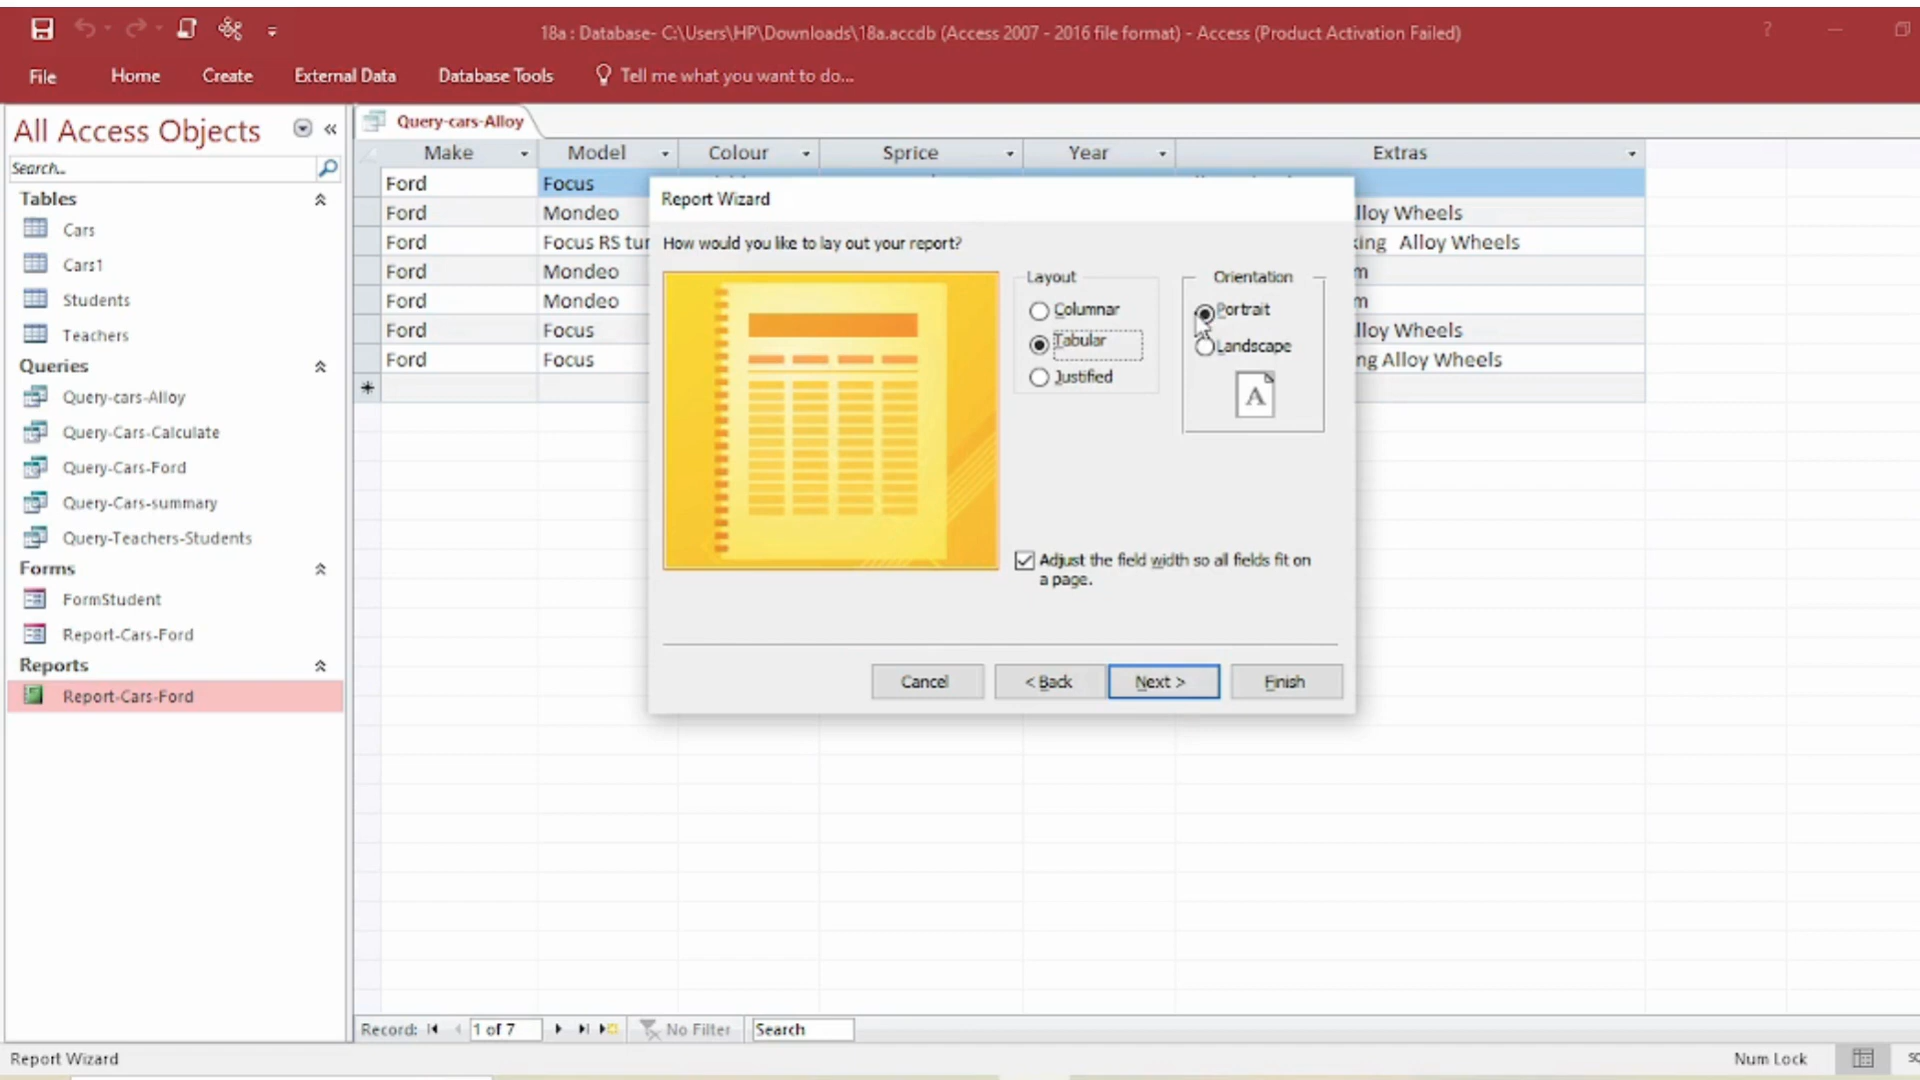 18a : Database- C:\Users\HP\Downloads\18a.accdb (Access 2007 - 2016 file format) - Access (Product Activation Failed)
?
File Home Create External Data Database Tools Tell me what you want to do...
All Access Objects
Search...
Tables
Cars
Cars1
Students
Teachers
Queries
Query-cars-Alloy
Query-Cars-Calculate
Query-Cars-Ford
Query-Cars-summary
Query-Teachers-Students
Forms
FormStudent
Report-Cars-Ford
Reports
Report-Cars-Ford
Query-cars-Alloy
Make Model Colour Sprice Year Extras
Ford Focus
Ford Mondeo lloy Wheels
Ford Focus RS tur king Alloy Wheels
Ford Mondeo m
Ford Mondeo m
Ford Focus lloy Wheels
Ford Focus ng Alloy Wheels
Report Wizard
How would you like to lay out your report?
Layout
Columnar
Tabular
Justified
Orientation
Portrait
Landscape
A
Adjust the field width so all fields fit on
a page.
Cancel < Back Next > Finish
Record: 1 of 7 No Filter Search
Report Wizard Num Lock